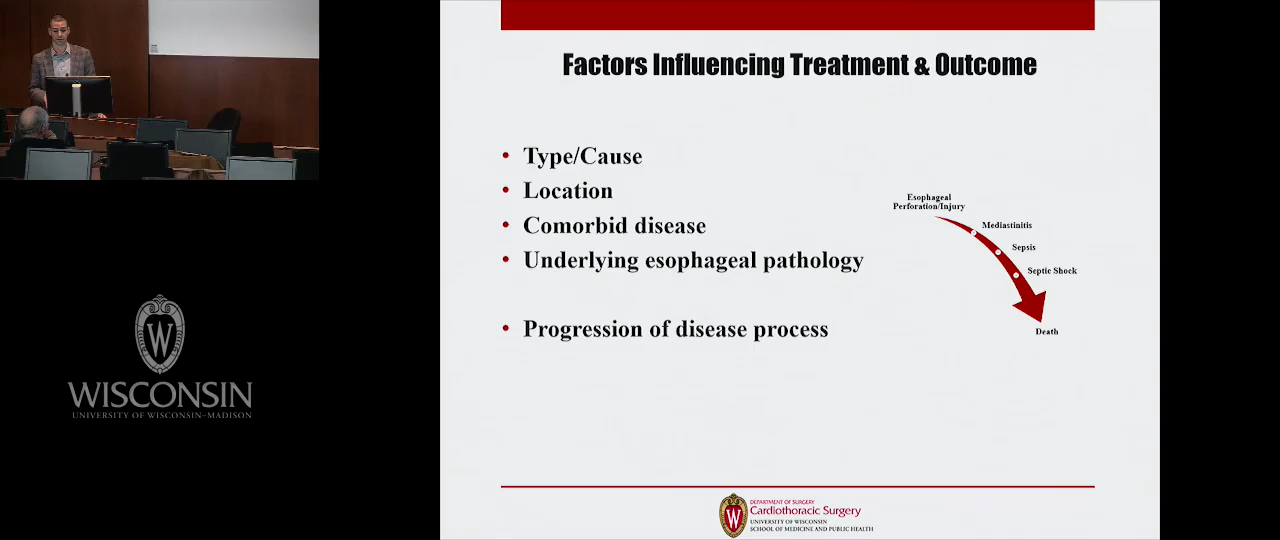 Factors Influencing Treatment & Outcome
• Type/Cause
• Location
• Comorbid disease
• Underlying esophageal pathology
• Progression of disease process
Esophageal
Perforation/Injury
Mediastinitis
Sepsis
Septic Shock
Death
W
WISCONSIN
UNIVERSITY OF WISCONSIN–MADISON
W
DEPARTMENT OF SURGERY
Cardiothoracic Surgery
UNIVERSITY OF WISCONSIN
SCHOOL OF MEDICINE AND PUBLIC HEALTH